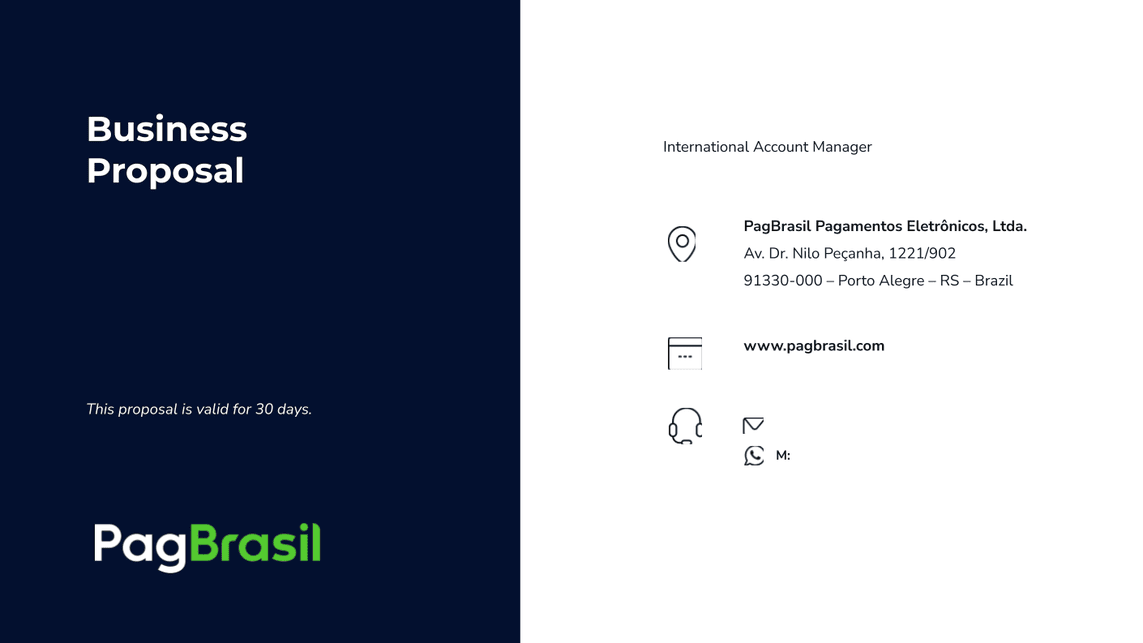 Business
Proposal
This proposal is valid for 30 days.
PagBrasil
International Account Manager
PagBrasil Pagamentos Eletrônicos, Ltda.
Av. Dr. Nilo Peçanha, 1221/902
91330-000 – Porto Alegre – RS – Brazil
www.pagbrasil.com
M: